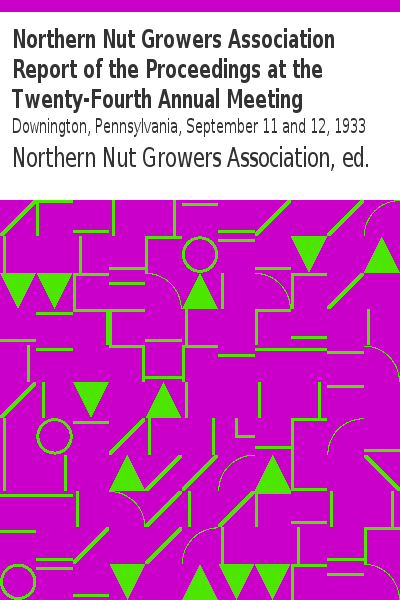 Northern Nut Growers Association
Report of the Proceedings at the
Twenty-Fourth Annual Meeting
Downington, Pennsylvania, September 11 and 12, 1933
Northern Nut Growers Association, ed.